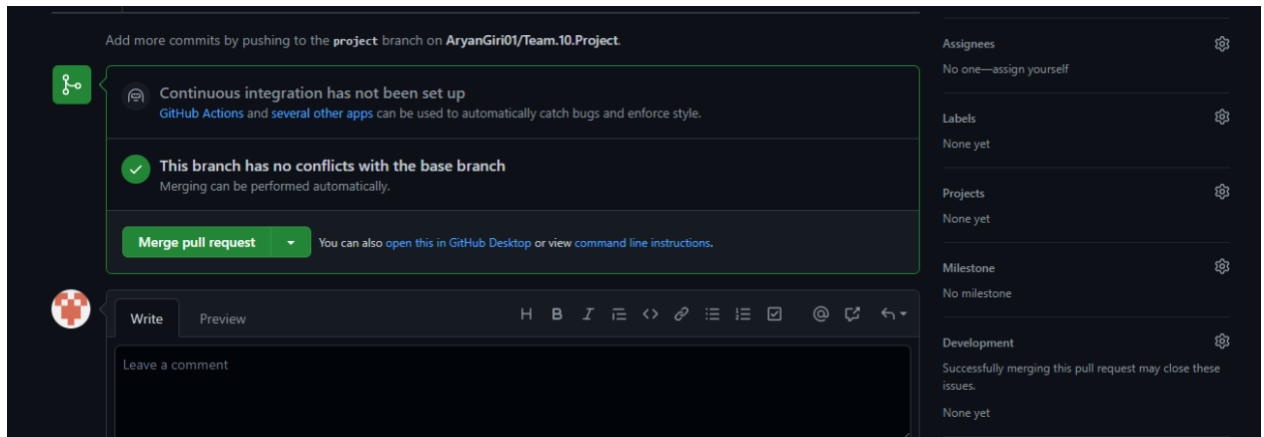 Add more commits by pushing to the project branch on AryanGiri01/Team.10.Project.
Continuous integration has not been set up
GitHub Actions and several other apps can be used to automatically catch bugs and enforce style.
This branch has no conflicts with the base branch
Merging can be performed automatically.
Merge pull request
You can also open this in GitHub Desktop or view command line instructions.
Write
Preview
Leave a comment
Assignees
No one—assign yourself
Labels
None yet
Projects
None yet
Milestone
No milestone
Development
Successfully merging this pull request may close these
issues.
None yet